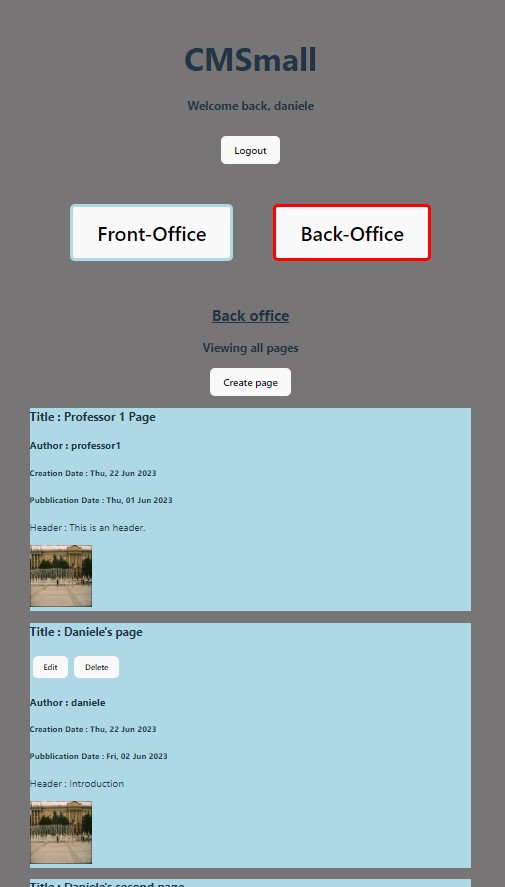 CMSmall
Welcome back, daniele
Logout
Front-Office
Back-Office
Back office
Viewing all pages
Create page
Title : Professor 1 Page
Author : professor1
Creation Date : Thu, 22 Jun 2023
Pubblication Date : Thu, 01 Jun 2023
Header : This is an header.
Title : Daniele's page
Edit
Delete
Author : daniele
Creation Date : Thu, 22 Jun 2023
Pubblication Date : Fri, 02 Jun 2023
Header : Introduction
Title : Daniele's second page